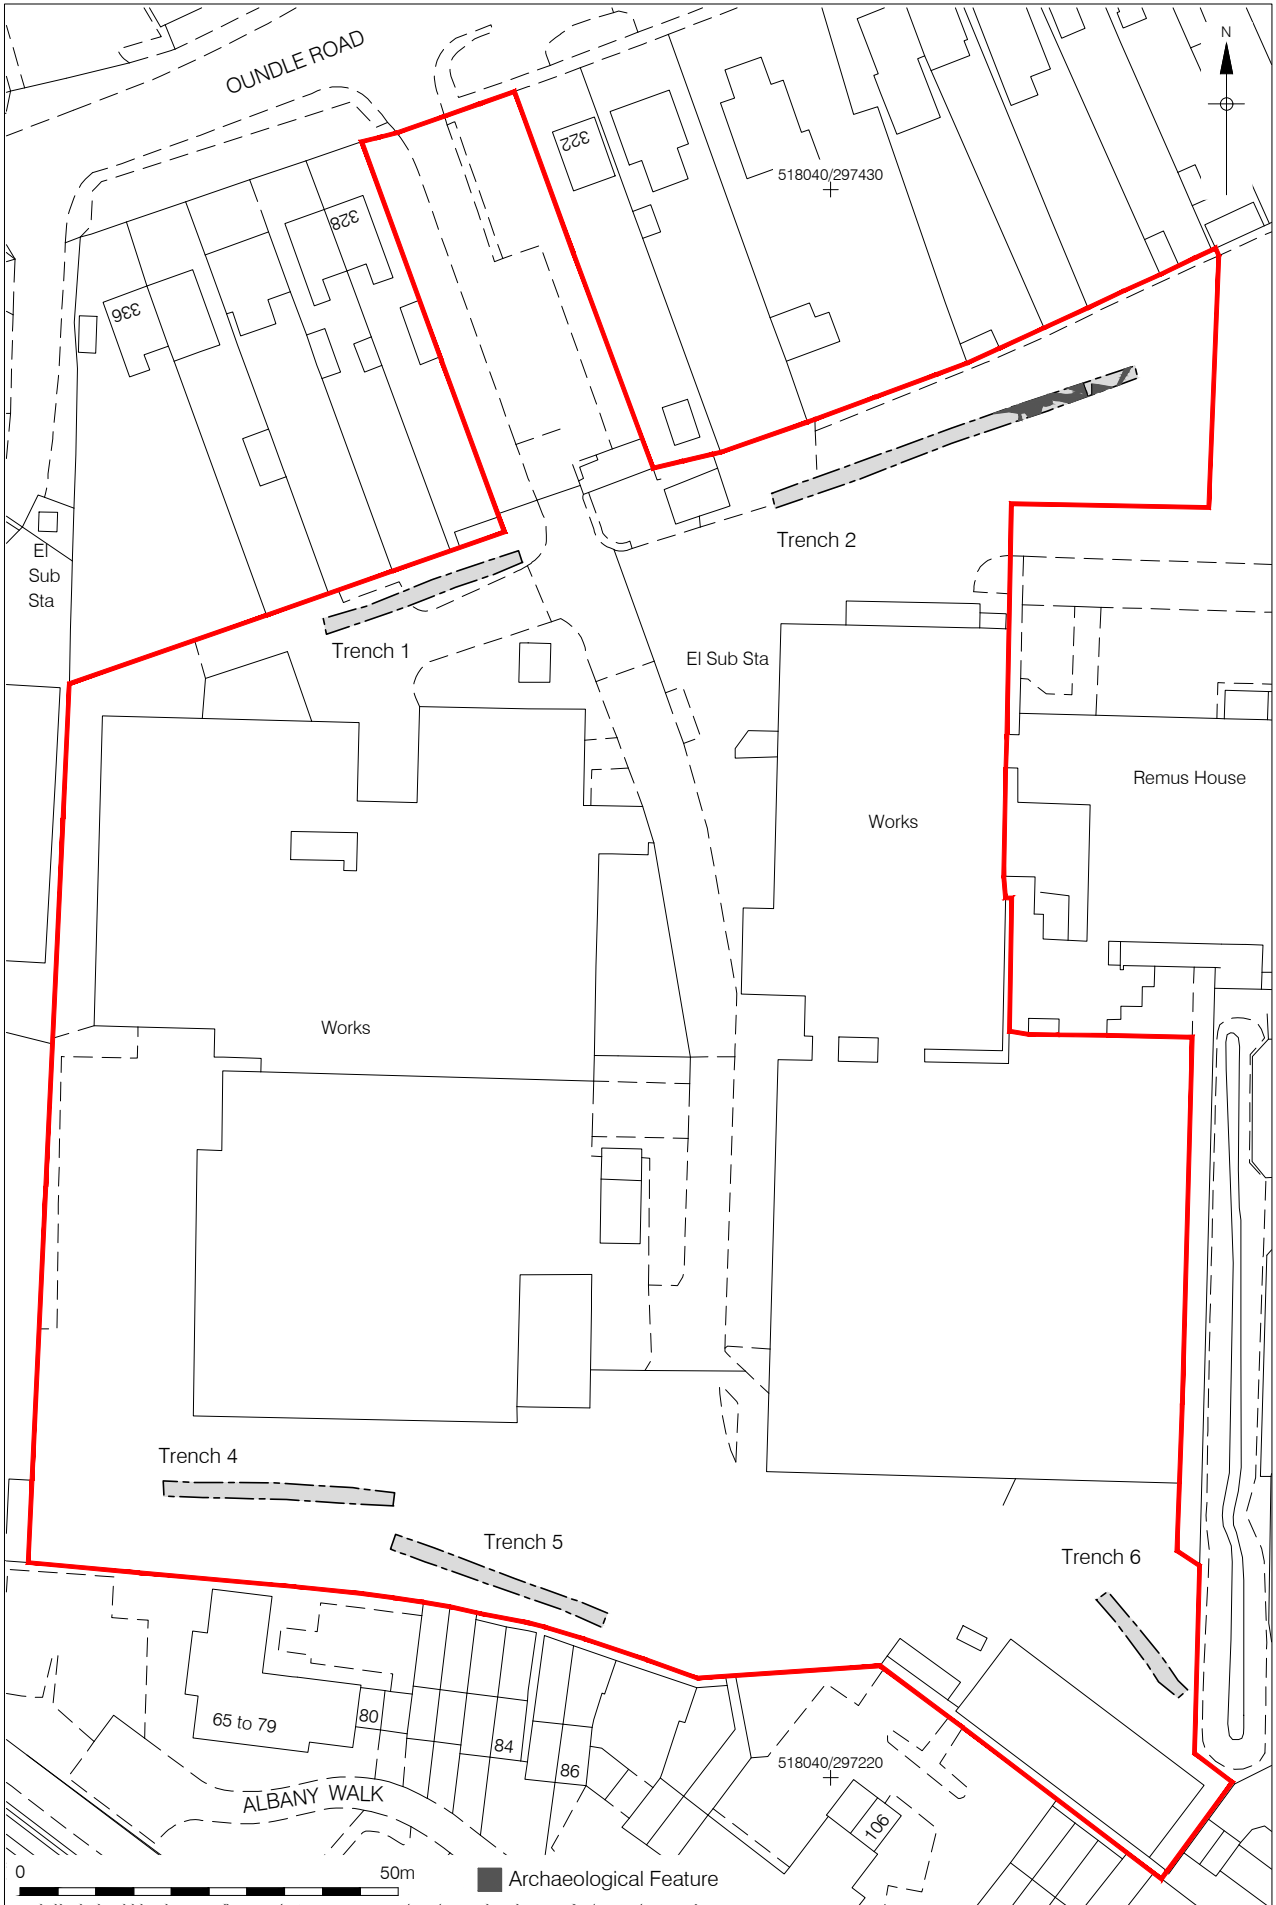 OUNDLE ROAD
N
322
518040/297430
328
336
El
Sub
Sta
Trench 2
Trench 1
El Sub Sta
Remus House
Works
Works
Trench 4
Trench 5
Trench 6
65 to 79
80
84
86
518040/297220
106
ALBANY WALK
0
50m
Archaeological Feature